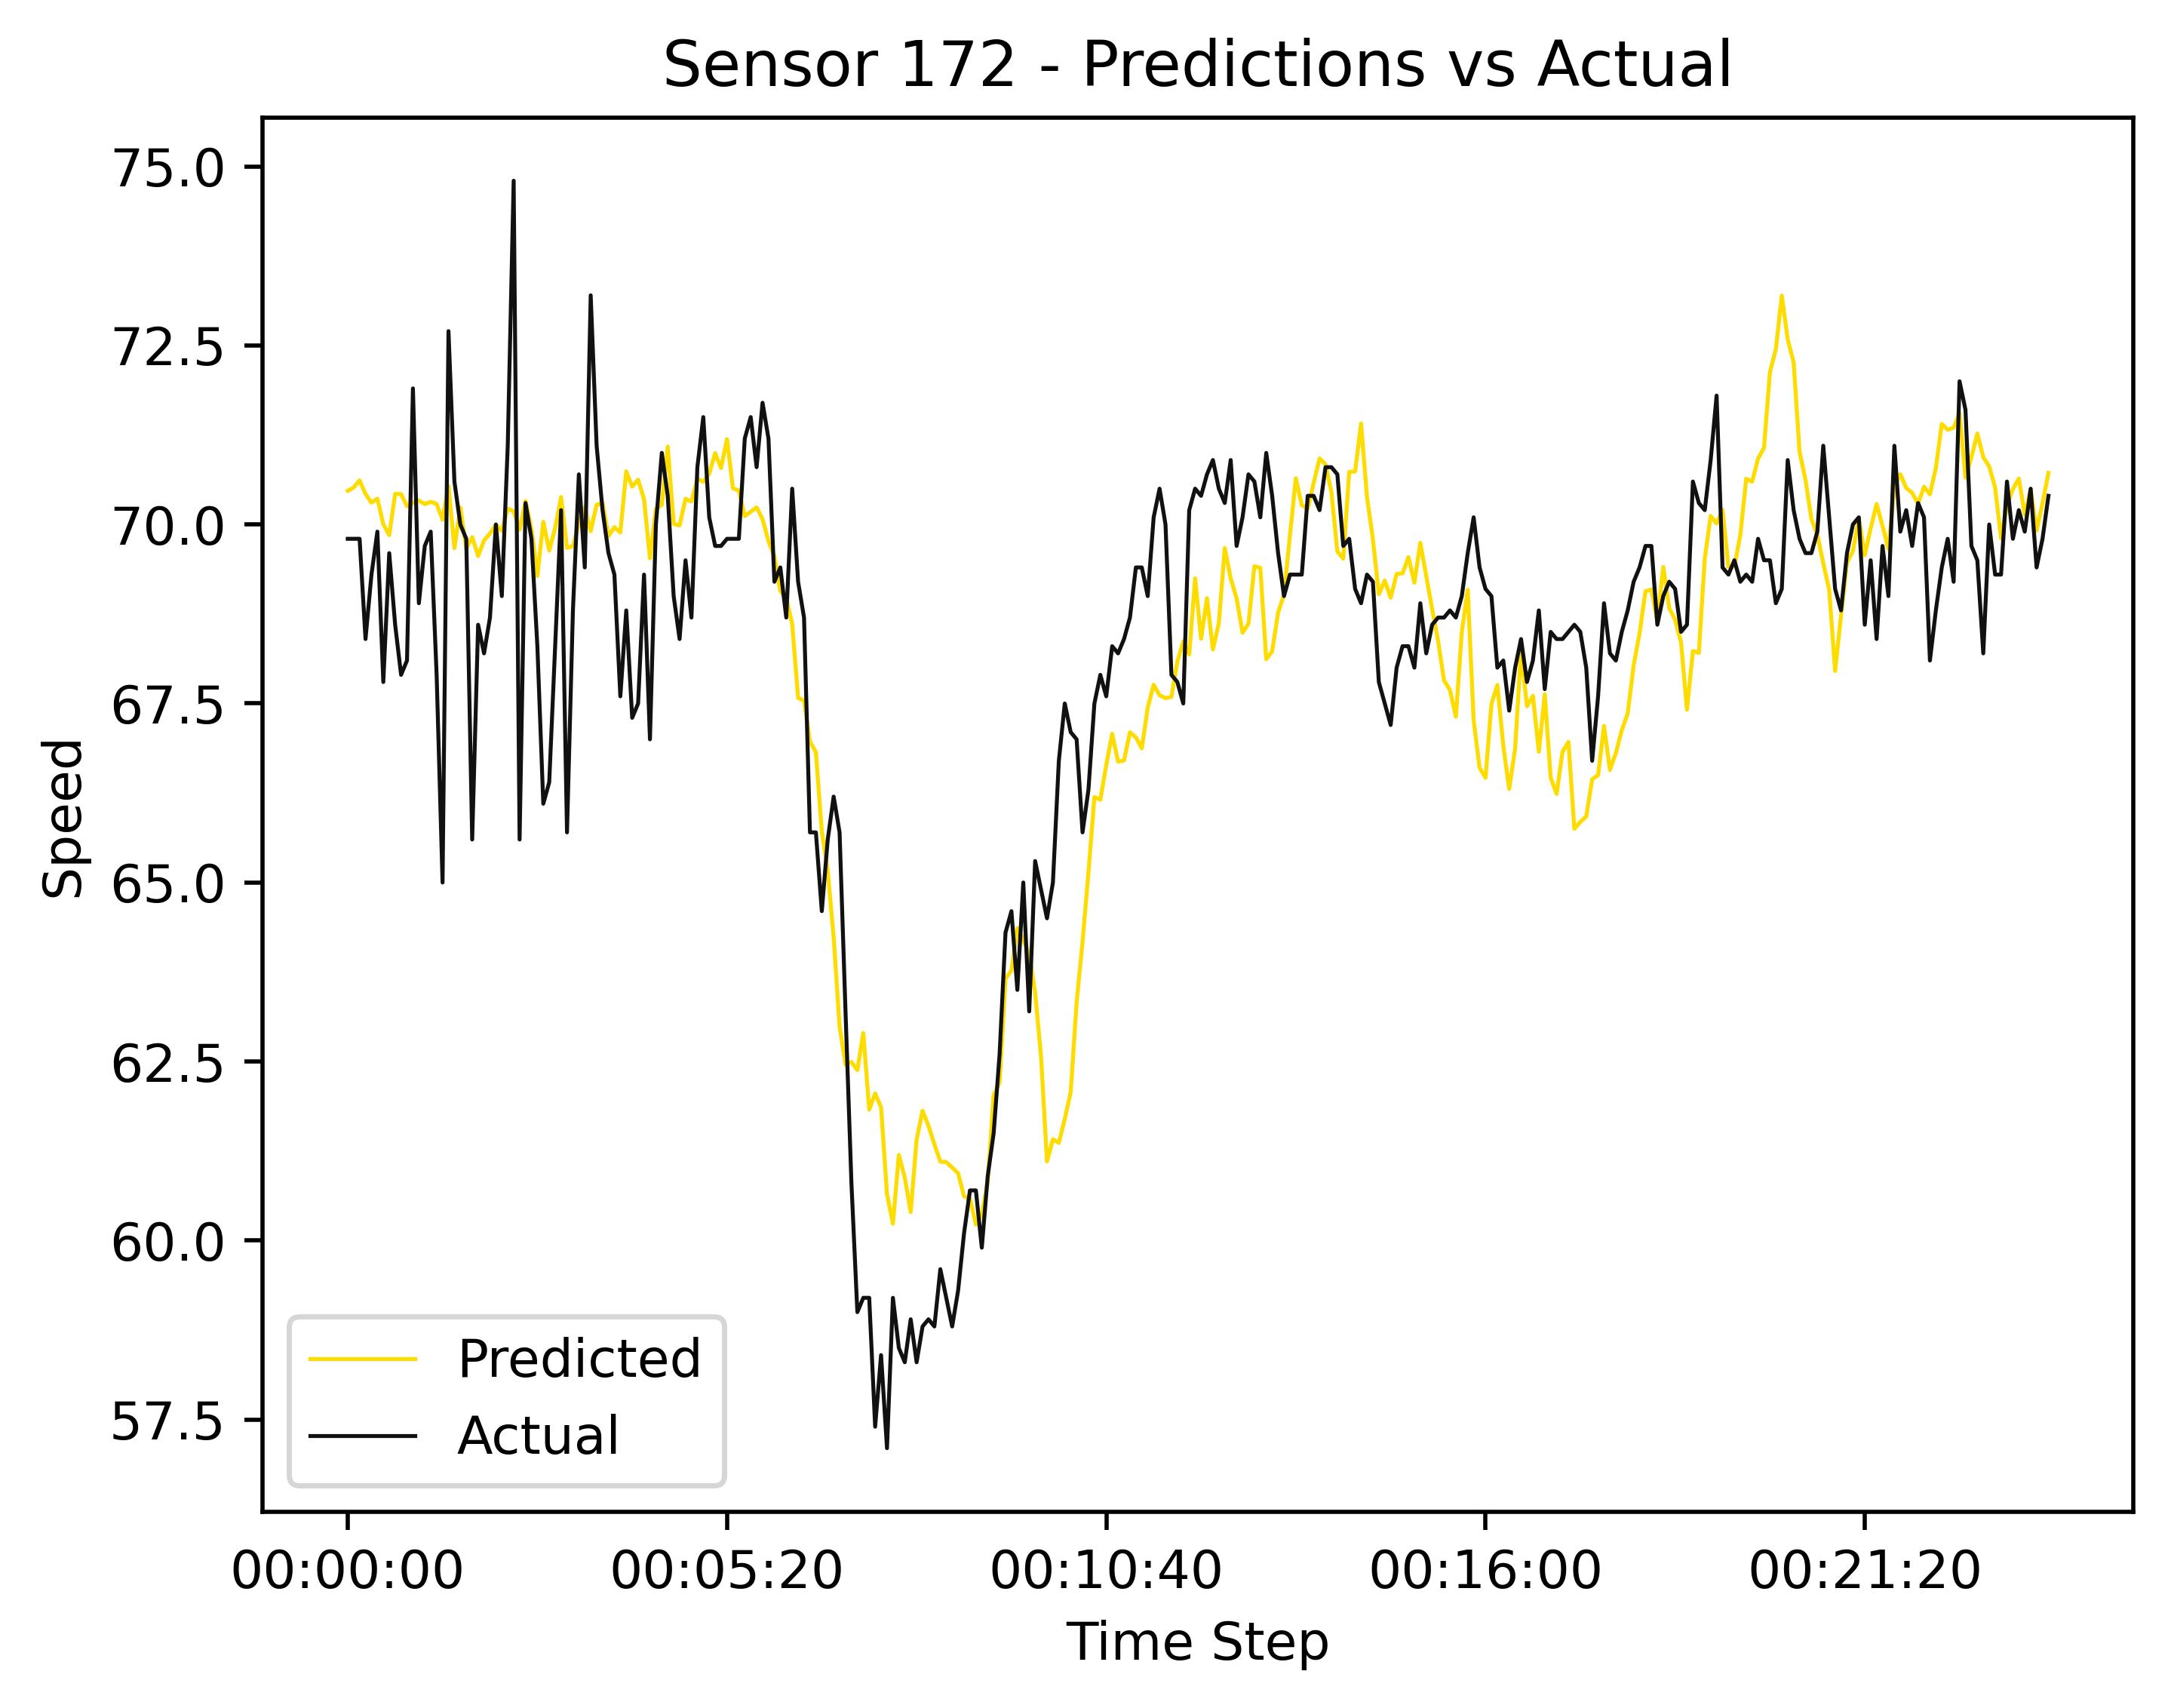 Sensor 172 - Predictions vs Actual
75.0
72.5
70.0
67.5
65.0
62.5
60.0
57.5
Speed
Predicted
Actual
00:00:00 00:05:20 00:10:40 00:16:00 00:21:20
Time Step